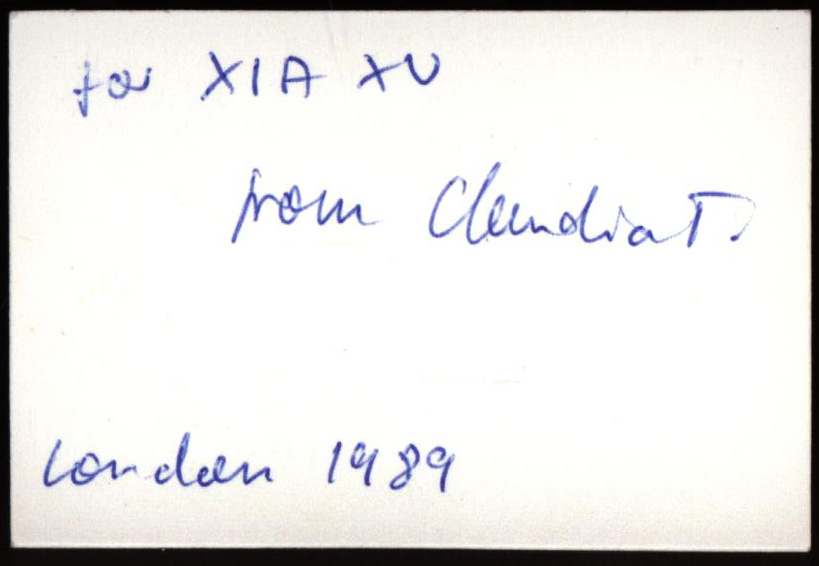 for XIA XU
from Claudia T.
London 1989